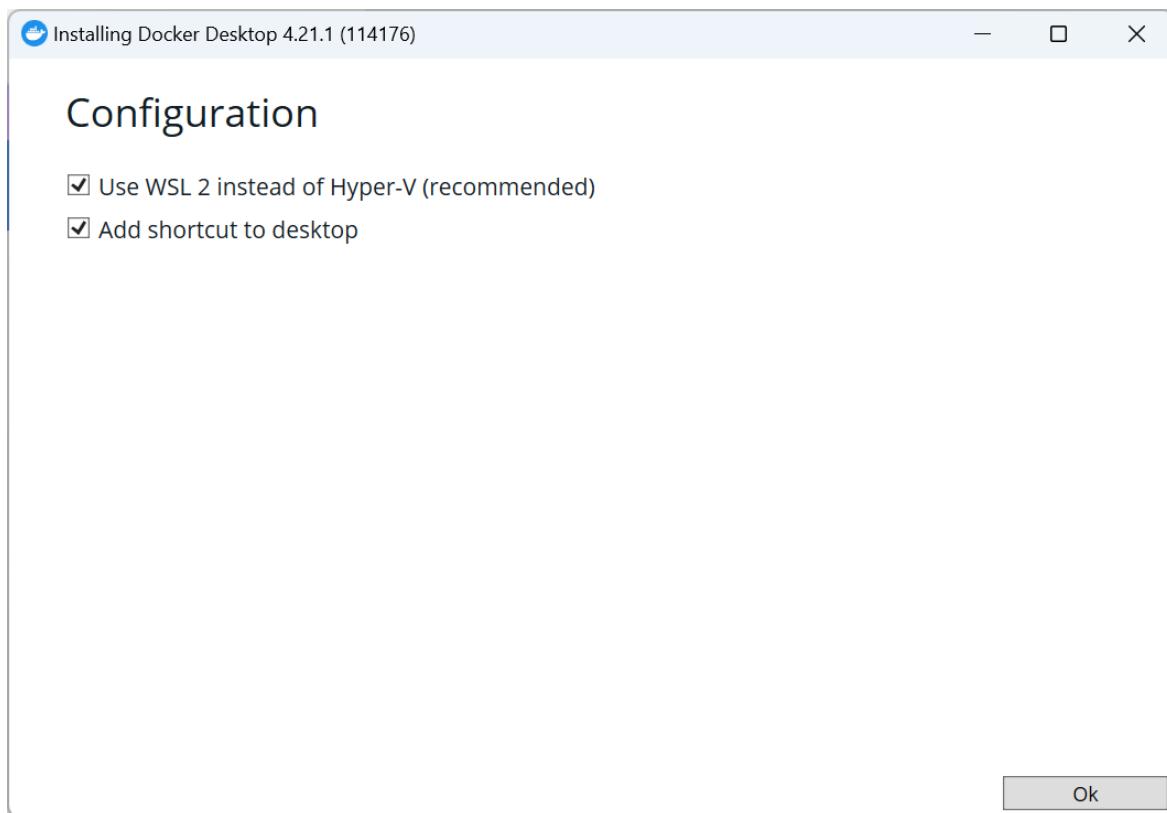 Installing Docker Desktop 4.21.1 (114176)
Configuration
Use WSL 2 instead of Hyper-V (recommended)
Add shortcut to desktop
Ok